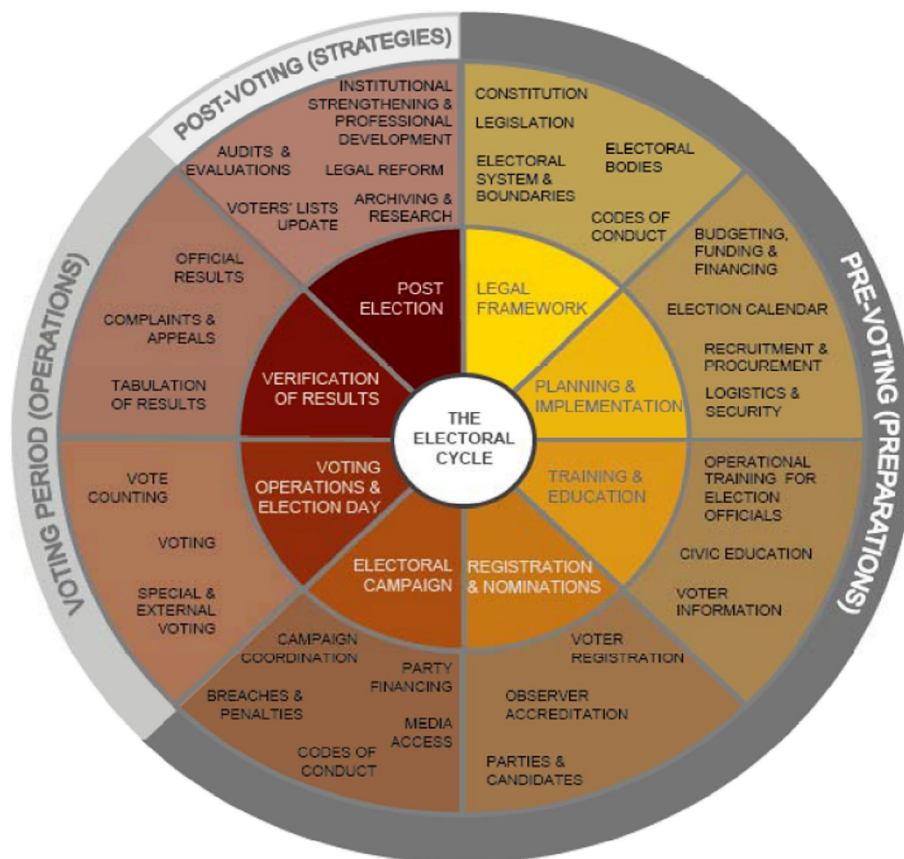 POST-VOTING (STRATEGIES)
PRE-VOTING (PREPARATIONS)
VOTING PERIOD (OPERATIONS)
THE
ELECTORAL
CYCLE
LEGAL
FRAMEWORK
CONSTITUTION
LEGISLATION
ELECTORAL
SYSTEM &
BOUNDARIES
ELECTORAL
BODIES
CODES OF
CONDUCT
PLANNING &
IMPLEMENTATION
BUDGETING,
FUNDING &
FINANCING
ELECTION CALENDAR
RECRUITMENT &
PROCUREMENT
LOGISTICS &
SECURITY
TRAINING &
EDUCATION
OPERATIONAL
TRAINING FOR
ELECTION
OFFICIALS
CIVIC EDUCATION
VOTER
INFORMATION
REGISTRATION
& NOMINATIONS
VOTER
REGISTRATION
OBSERVER
ACCREDITATION
PARTIES &
CANDIDATES
ELECTORAL
CAMPAIGN
CAMPAIGN
COORDINATION
PARTY
FINANCING
BREACHES &
PENALTIES
MEDIA
ACCESS
CODES OF
CONDUCT
VOTING
OPERATIONS &
ELECTION DAY
VOTE
COUNTING
VOTING
SPECIAL &
EXTERNAL
VOTING
VERIFICATION
OF RESULTS
OFFICIAL
RESULTS
COMPLAINTS &
APPEALS
TABULATION
OF RESULTS
POST
ELECTION
INSTITUTIONAL
STRENGTHENING &
PROFESSIONAL
DEVELOPMENT
AUDITS &
EVALUATIONS
LEGAL REFORM
VOTERS' LISTS
UPDATE
ARCHIVING
& RESEARCH